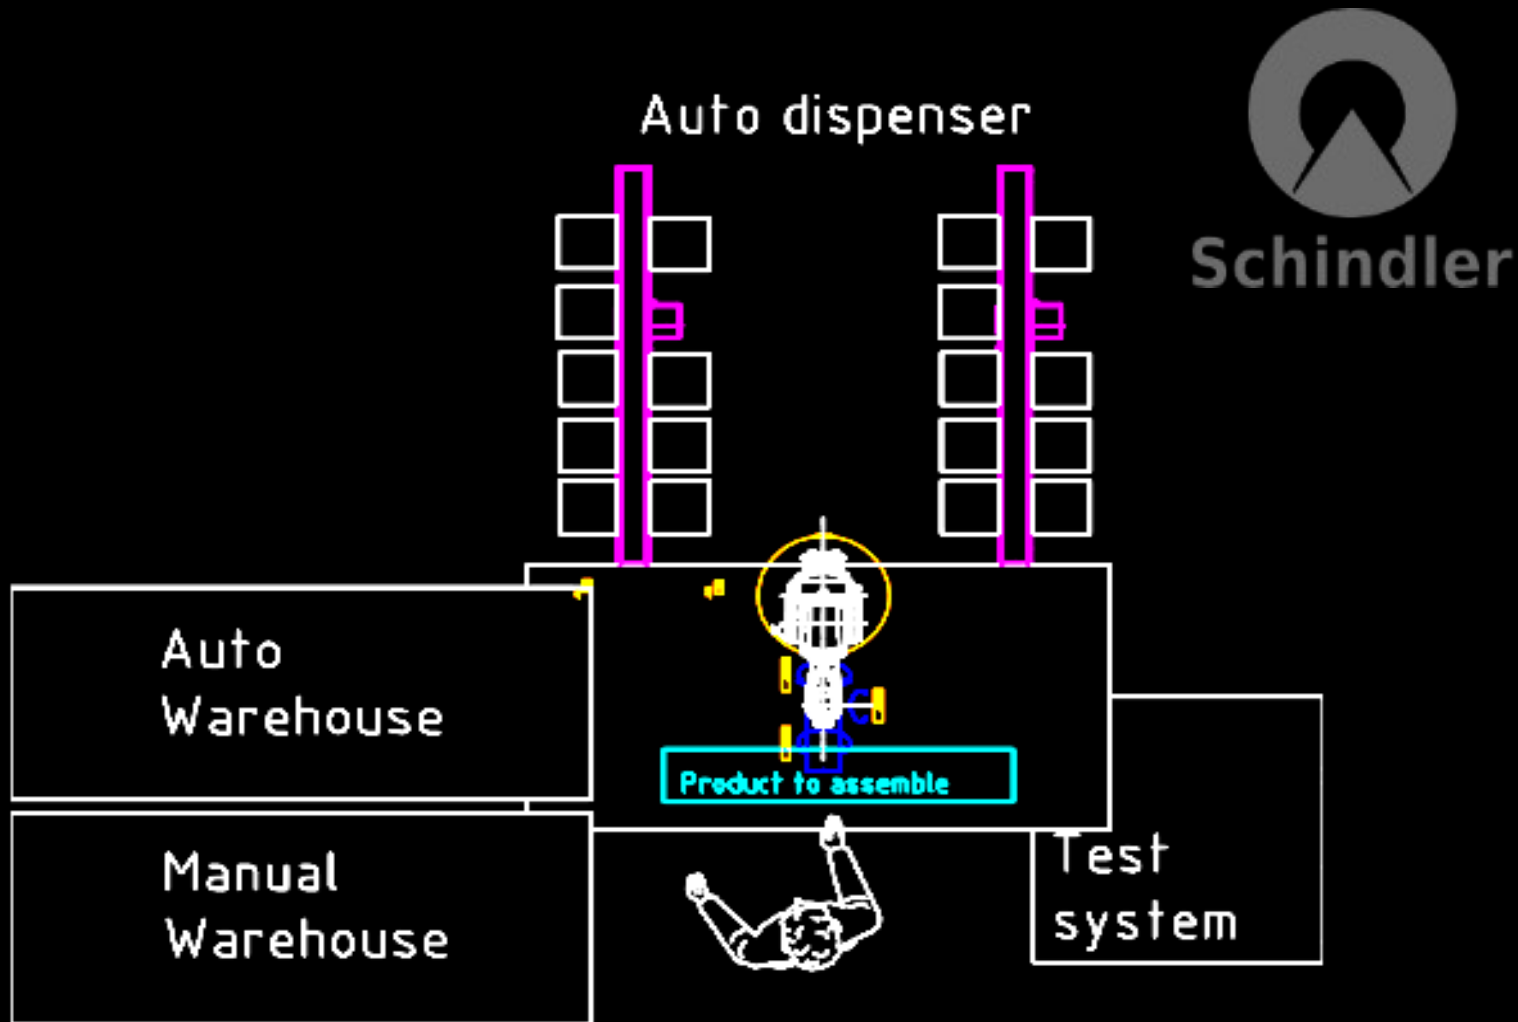 Auto dispenser
Schindler
Auto
Warehouse
Product to assemble
Manual
Warehouse
Test
system